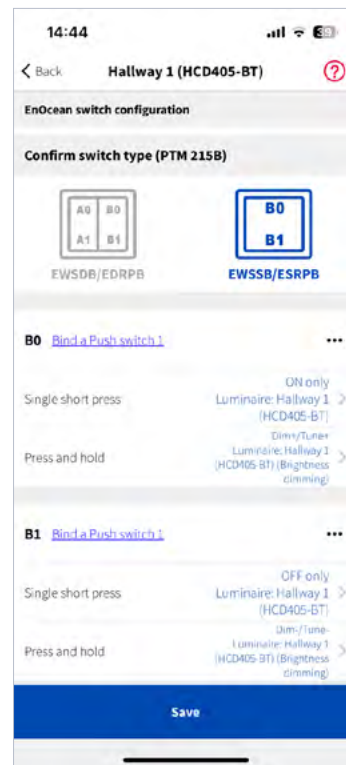 14:44
39
Back Hallway 1 (HCD405-BT) ?
EnOcean switch configuration
Confirm switch type (PTM 215B)
A0 B0
A1 B1
EWSDB/EDRPB
B0
B1
EWSSB/ESRPB
B0 Bind a Push switch 1 •••
Single short press
ON only
Luminaire: Hallway 1
(HCD405-BT)
Press and hold
Dim+/Tune+
Luminaire: Hallway 1
(HCD405-BT) (Brightness
dimming)
B1 Bind a Push switch 1 •••
Single short press
OFF only
Luminaire: Hallway 1
(HCD405-BT)
Press and hold
Dim-/Tune-
Luminaire: Hallway 1
(HCD405-BT) (Brightness
dimming)
Save